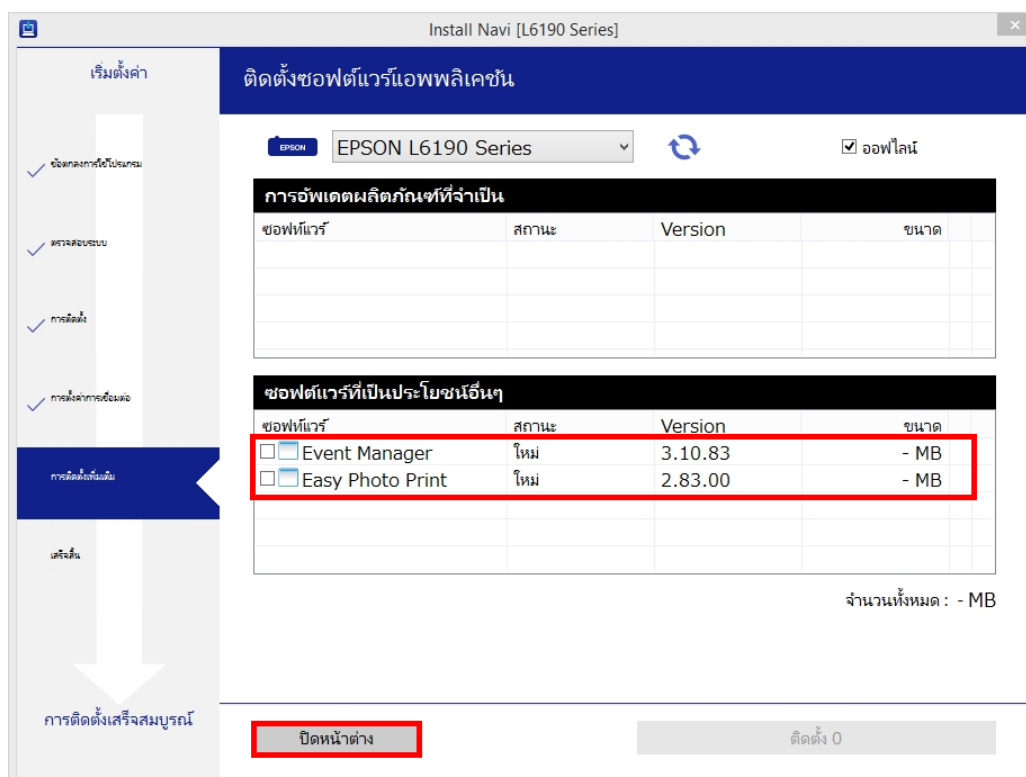 Install Navi [L6190 Series]
เริ่มตั้งค่า
ข้อตกลงการใช้โปรแกรม
ตรวจสอบระบบ
การติดตั้ง
การตั้งค่าการเชื่อมต่อ
การติดตั้งเพิ่มเติม
เสร็จสิ้น
การติดตั้งเสร็จสมบูรณ์
ติดตั้งซอฟต์แวร์แอพพลิเคชัน
EPSON EPSON L6190 Series ออฟไลน์
การอัพเดตผลิตภัณฑ์ที่จำเป็น
ซอฟท์แวร์ สถานะ Version ขนาด
ซอฟต์แวร์ที่เป็นประโยชน์อื่นๆ
ซอฟท์แวร์ สถานะ Version ขนาด
Event Manager ใหม่ 3.10.83 - MB
Easy Photo Print ใหม่ 2.83.00 - MB
จำนวนทั้งหมด : - MB
ปิดหน้าต่าง ติดตั้ง 0